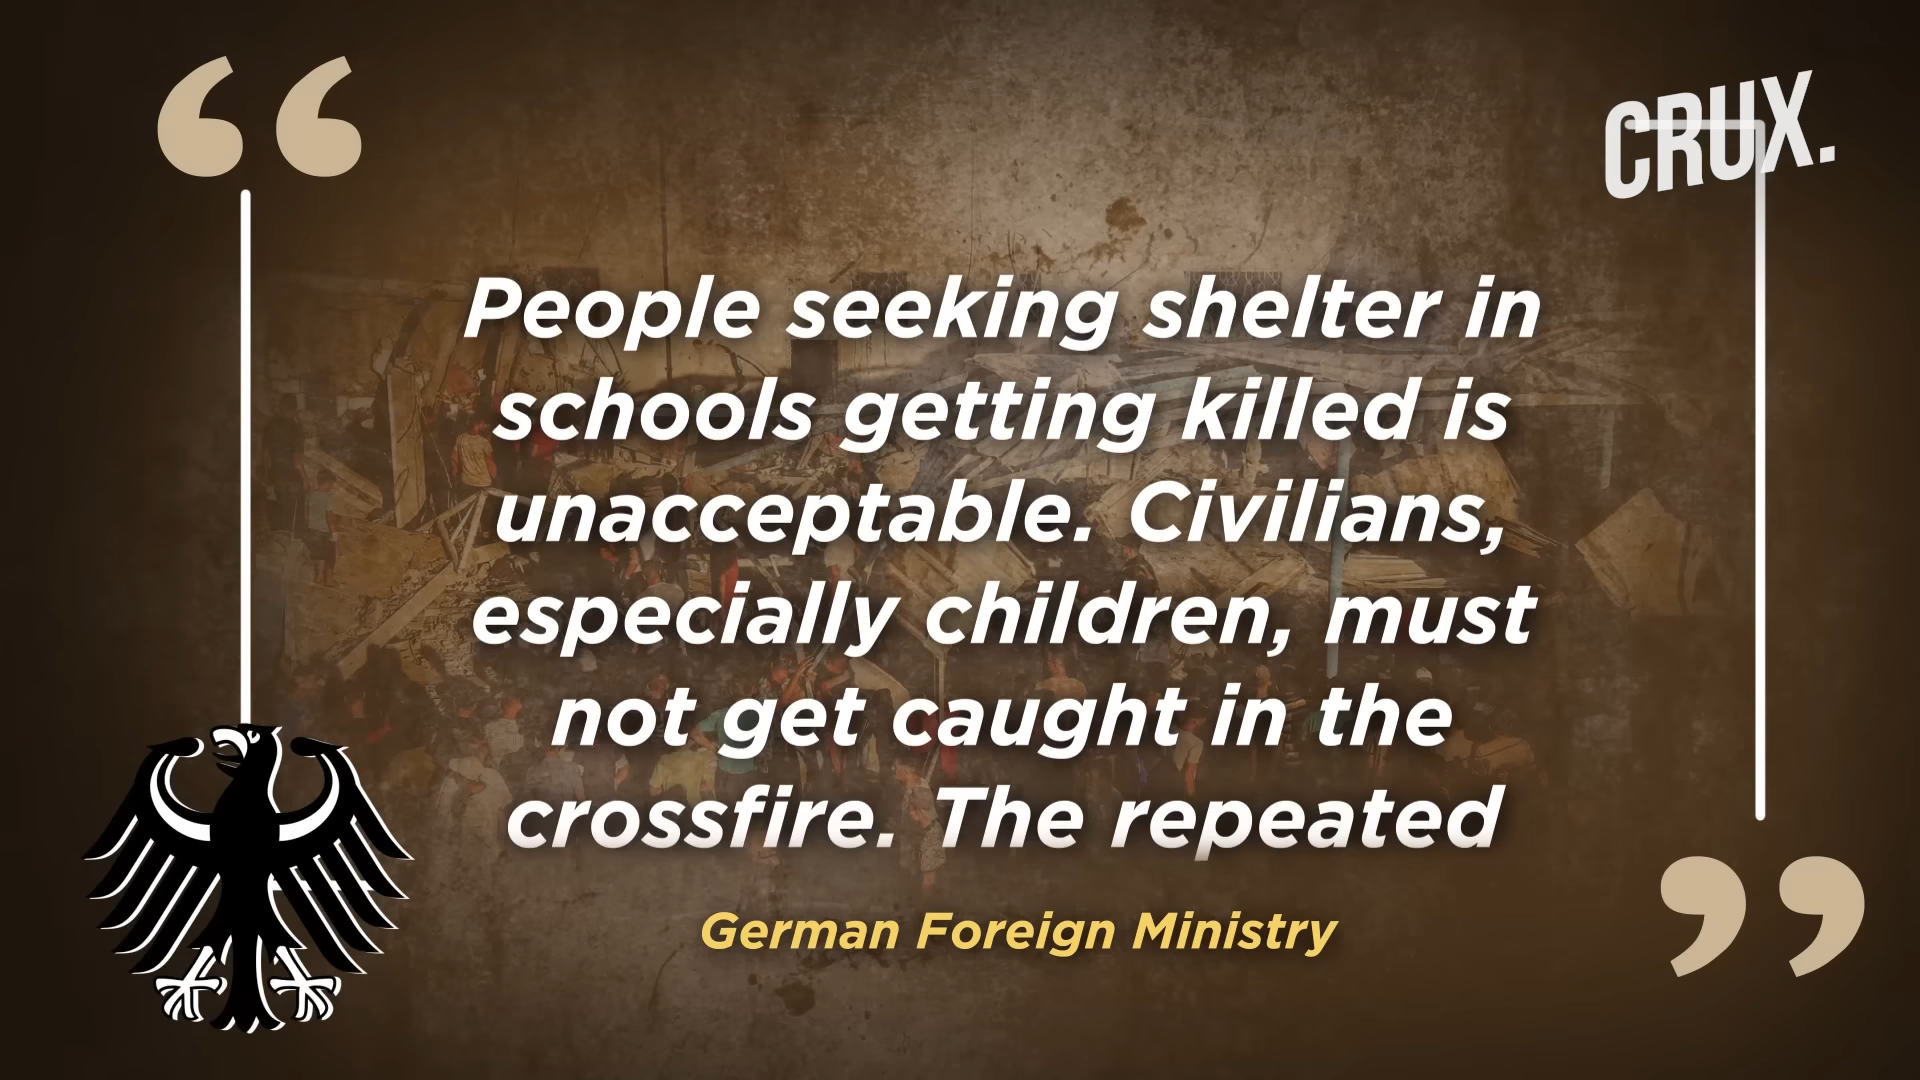 CRUX.
People seeking shelter in
schools getting killed is
unacceptable. Civilians,
especially children, must
not get caught in the
crossfire. The repeated
German Foreign Ministry